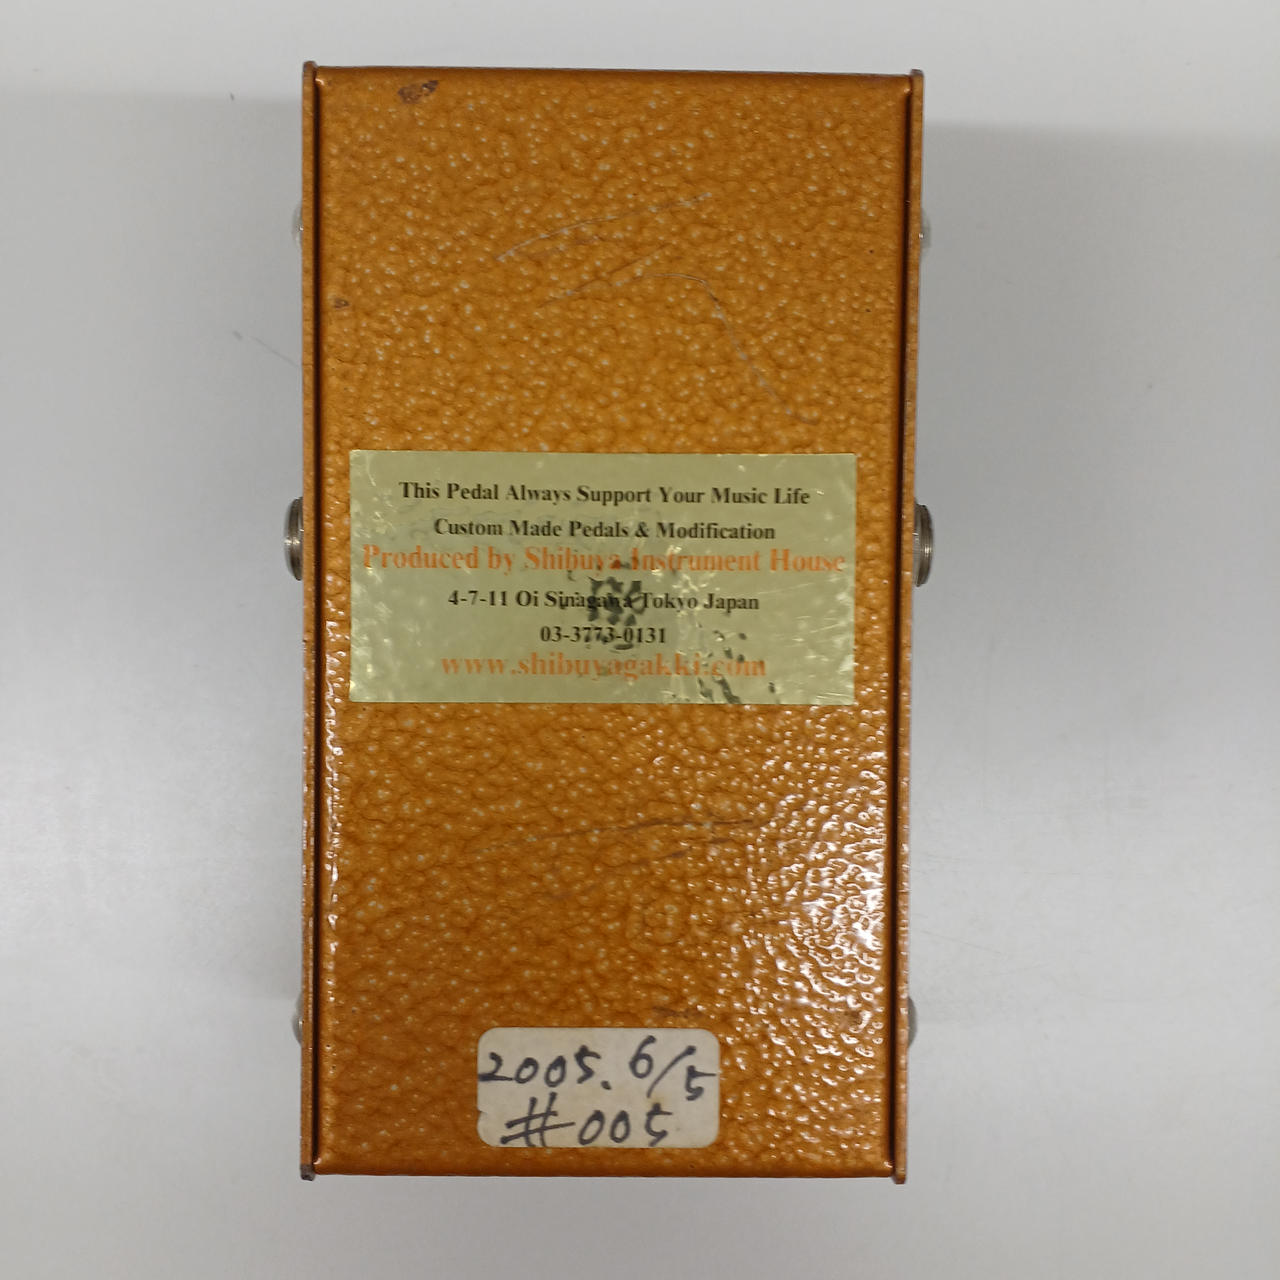 This Pedal Always Support Your Music Life
Custom Made Pedals & Modification
Produced by Shibuya Instrument House
4-7-11 Oi Sinagawa Tokyo Japan
03-3773-0131
www.shibuyagakki.com
2005. 6/5
#005